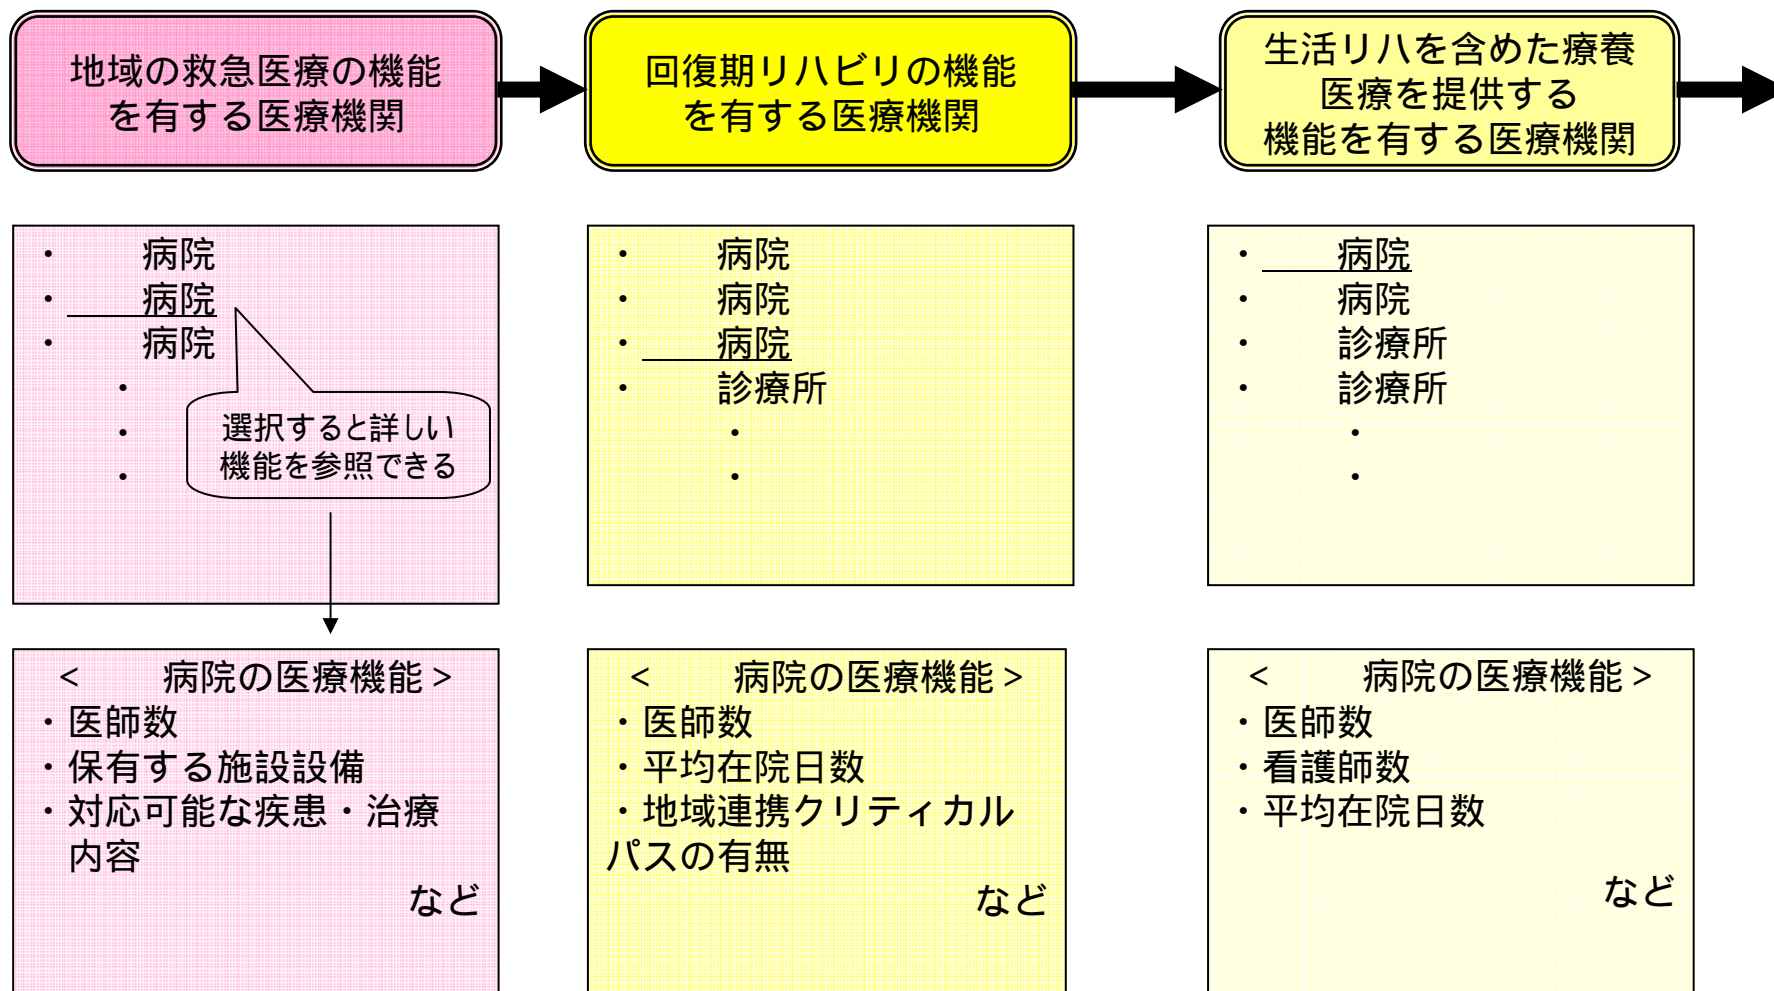 地域の救急医療の機能
を有する医療機関
回復期リハビリの機能
を有する医療機関
生活リハを含めた療養
医療を提供する
機能を有する医療機関
・　　病院
・　　病院
・　　病院
・
・
・
選択すると詳しい
機能を参照できる
・　　病院
・　　病院
・　　病院
・　　診療所
・
・
・　　病院
・　　病院
・　　診療所
・　　診療所
・
・
<　　病院の医療機能>
・医師数
・保有する施設設備
・対応可能な疾患・治療
内容
など
<　　病院の医療機能>
・医師数
・平均在院日数
・地域連携クリティカル
パスの有無
など
<　　病院の医療機能>
・医師数
・看護師数
・平均在院日数
など